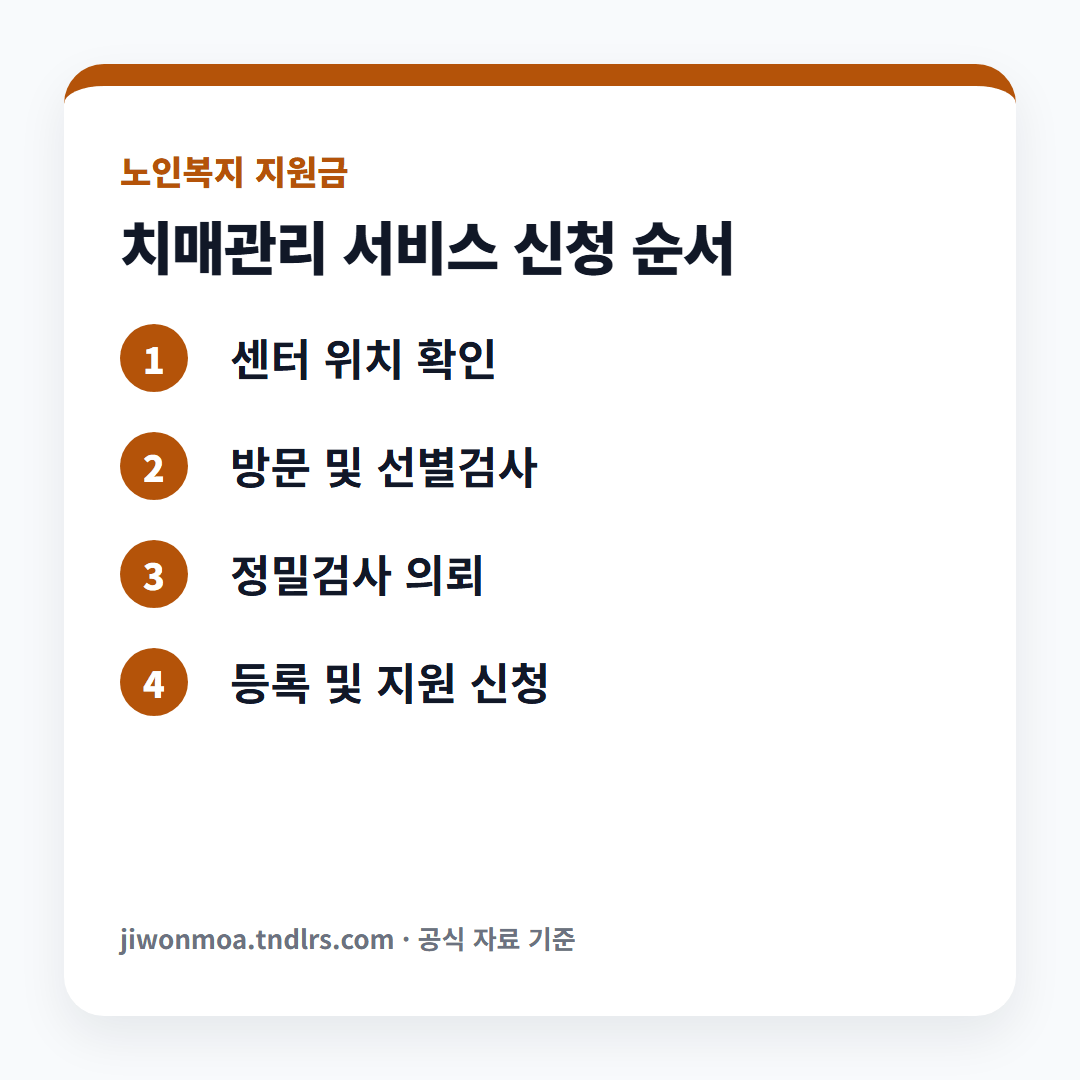 노인복지 지원금
치매관리 서비스 신청 순서
1 센터 위치 확인
2 방문 및 선별검사
3 정밀검사 의뢰
4 등록 및 지원 신청
jiwonmoa.tndlrs.com · 공식 자료 기준